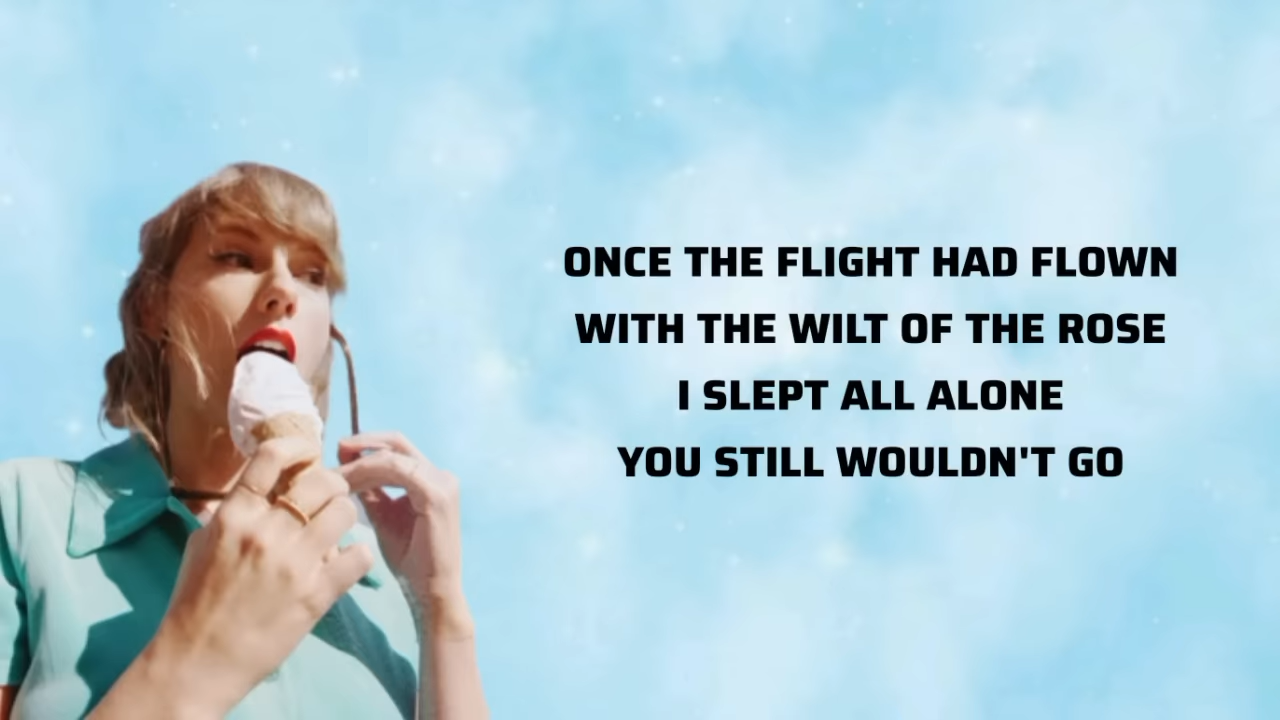 ONCE THE FLIGHT HAD FLOWN
WITH THE WILT OF THE ROSE
I SLEPT ALL ALONE
YOU STILL WOULDN'T GO